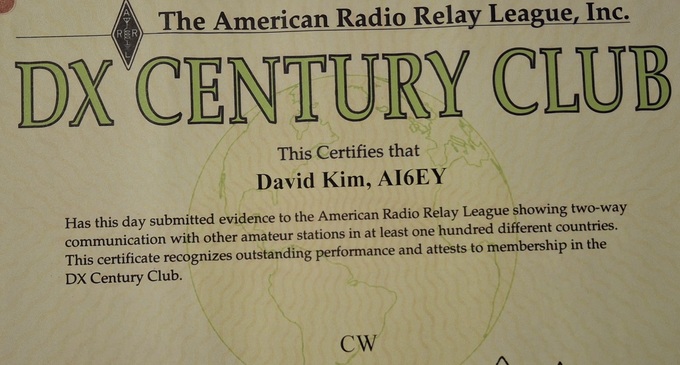 The American Radio Relay League, Inc.
DX CENTURY CLUB
This Certifies that
David Kim, AI6EY
Has this day submitted evidence to the American Radio Relay League showing two-way
communication with other amateur stations in at least one hundred different countries.
This certificate recognizes outstanding performance and attests to membership in the
DX Century Club.
CW